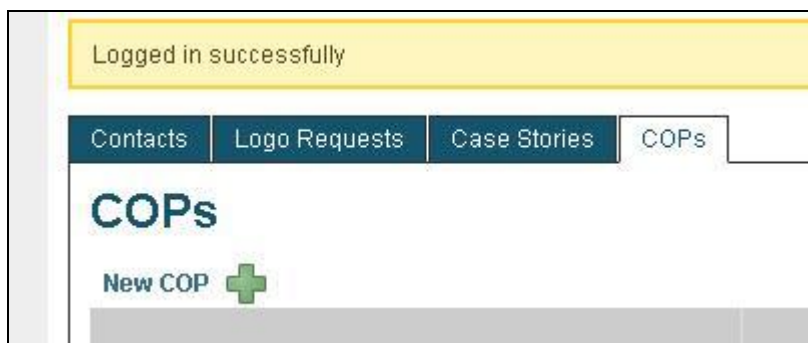 Logged in successfully
Contacts Logo Requests Case Stories COPs
COPs
New COP